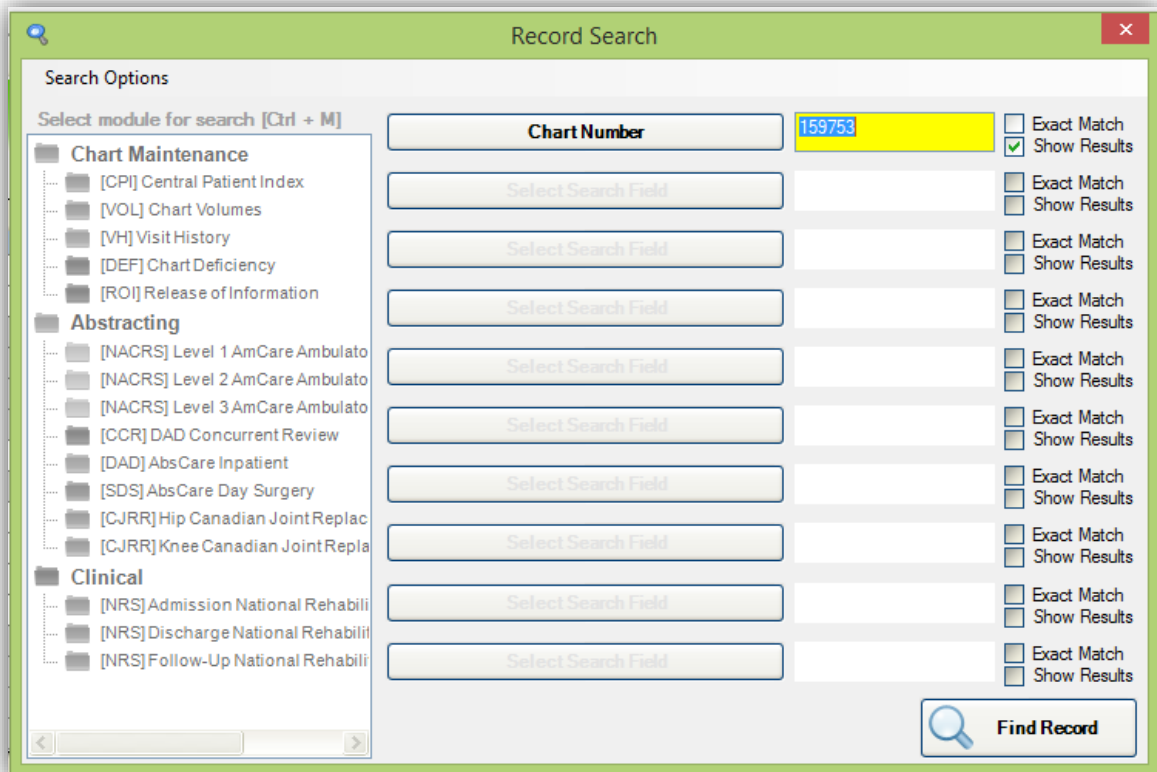 Record Search
Search Options
Select module for search [Ctrl + M]
Chart Maintenance
[CPI] Central Patient Index
[VOL] Chart Volumes
[VH] Visit History
[DEF] Chart Deficiency
[ROI] Release of Information
Abstracting
[NACRS] Level 1 AmCare Ambulato
[NACRS] Level 2 AmCare Ambulato
[NACRS] Level 3 AmCare Ambulato
[CCR] DAD Concurrent Review
[DAD] AbsCare Inpatient
[SDS] AbsCare Day Surgery
[CJRR] Hip Canadian Joint Replac
[CJRR] Knee Canadian Joint Repla
Clinical
[NRS] Admission National Rehabili
[NRS] Discharge National Rehabilit
[NRS] Follow-Up National Rehabili
Chart Number 159753 Exact Match
Show Results
Select Search Field Exact Match
Show Results
Select Search Field Exact Match
Show Results
Select Search Field Exact Match
Show Results
Select Search Field Exact Match
Show Results
Select Search Field Exact Match
Show Results
Select Search Field Exact Match
Show Results
Select Search Field Exact Match
Show Results
Select Search Field Exact Match
Show Results
Select Search Field Exact Match
Show Results
Find Record